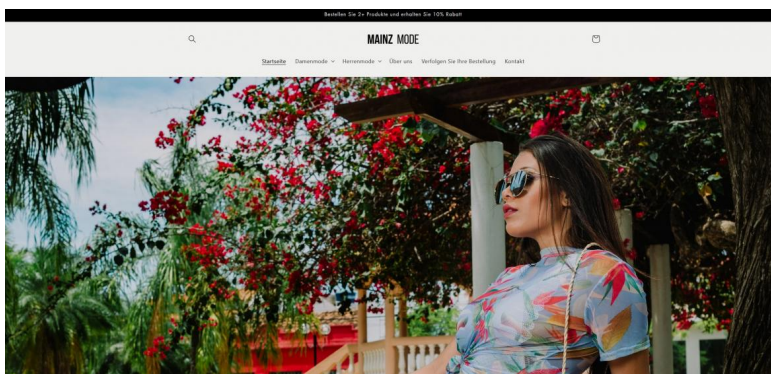 Bestellen Sie 2+ Produkte und erhalten Sie 10% Rabatt
MAINZ MODE
Startseite Damenmode Herrenmode Über uns Verfolgen Sie Ihre Bestellung Kontakt